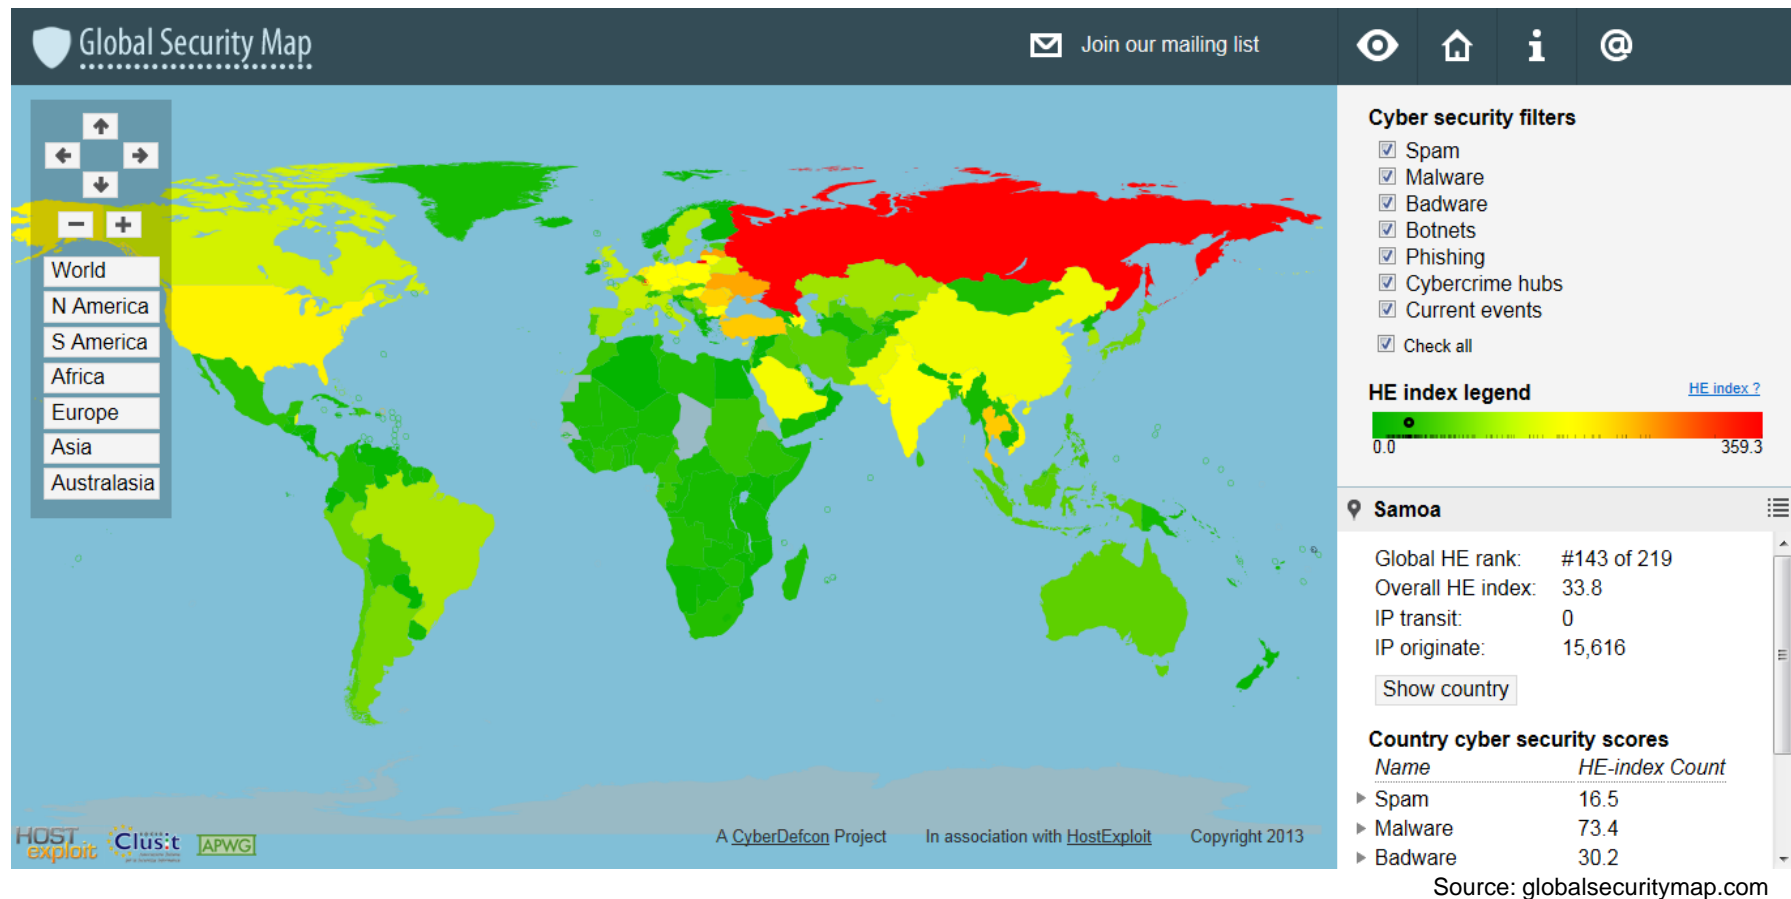 Global Security Map
Join our mailing list
World
N America
S America
Africa
Europe
Asia
Australasia
Cyber security filters
Spam
Malware
Badware
Botnets
Phishing
Cybercrime hubs
Current events
Check all
HE index legend HE index ?
0.0 359.3
Samoa
Global HE rank: #143 of 219
Overall HE index: 33.8
IP transit: 0
IP originate: 15,616
Show country
Country cyber security scores
Name HE-index Count
Spam 16.5
Malware 73.4
Badware 30.2
HOST
exploit
Clusit
APWG
A CyberDefcon Project In association with HostExploit Copyright 2013
Source: globalsecuritymap.com